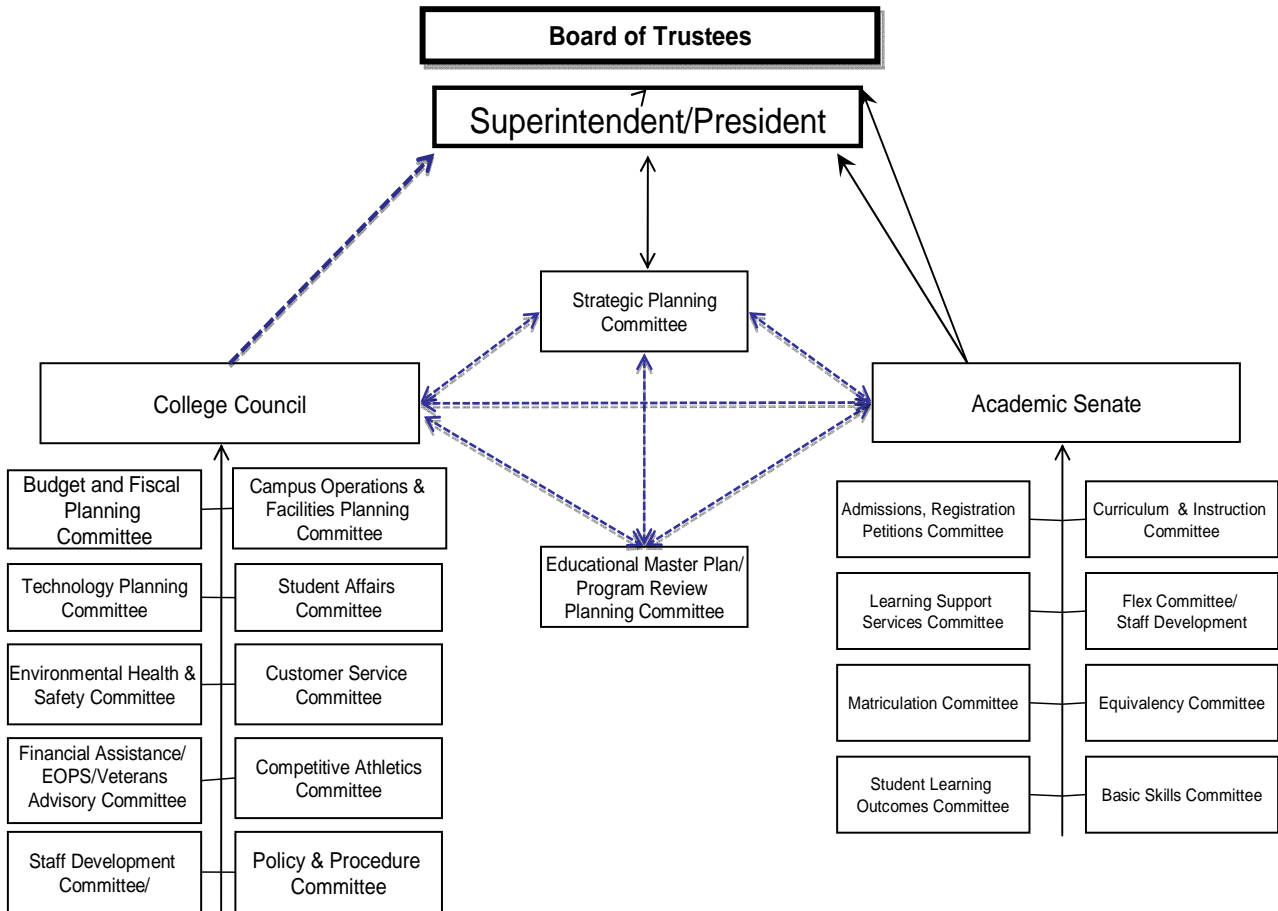 Board of Trustees
Superintendent/President
Strategic Planning
Committee
College Council
Academic Senate
Budget and Fiscal
Planning
Committee
Campus Operations &
Facilities Planning
Committee
Technology Planning
Committee
Student Affairs
Committee
Environmental Health &
Safety Committee
Customer Service
Committee
Financial Assistance/
EOPS/Veterans
Advisory Committee
Competitive Athletics
Committee
Staff Development
Committee/
Policy & Procedure
Committee
Educational Master Plan/
Program Review
Planning Committee
Admissions, Registration
Petitions Committee
Curriculum & Instruction
Committee
Learning Support
Services Committee
Flex Committee/
Staff Development
Matriculation Committee
Equivalency Committee
Student Learning
Outcomes Committee
Basic Skills Committee